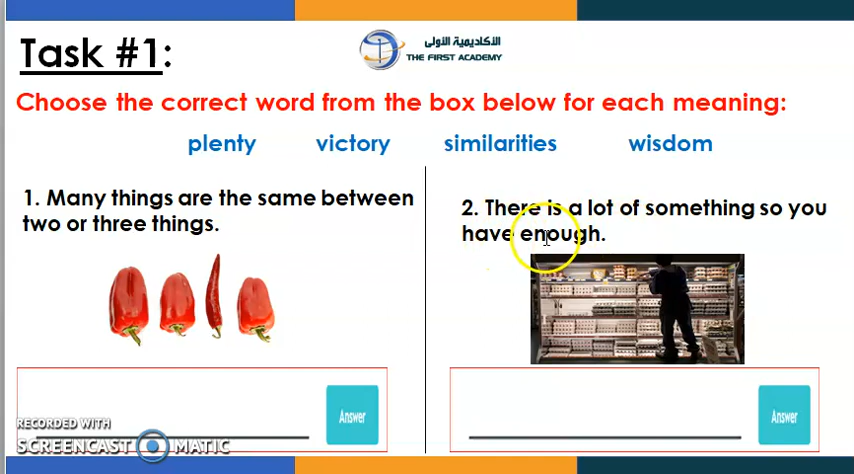 Task #1:
الأكاديمية الأولى
THE FIRST ACADEMY
Choose the correct word from the box below for each meaning:
plenty victory similarities wisdom
1. Many things are the same between
two or three things.
2. There is a lot of something so you
have enough.
Answer
Answer
RECORDED WITH
SCREENCAST MATIC